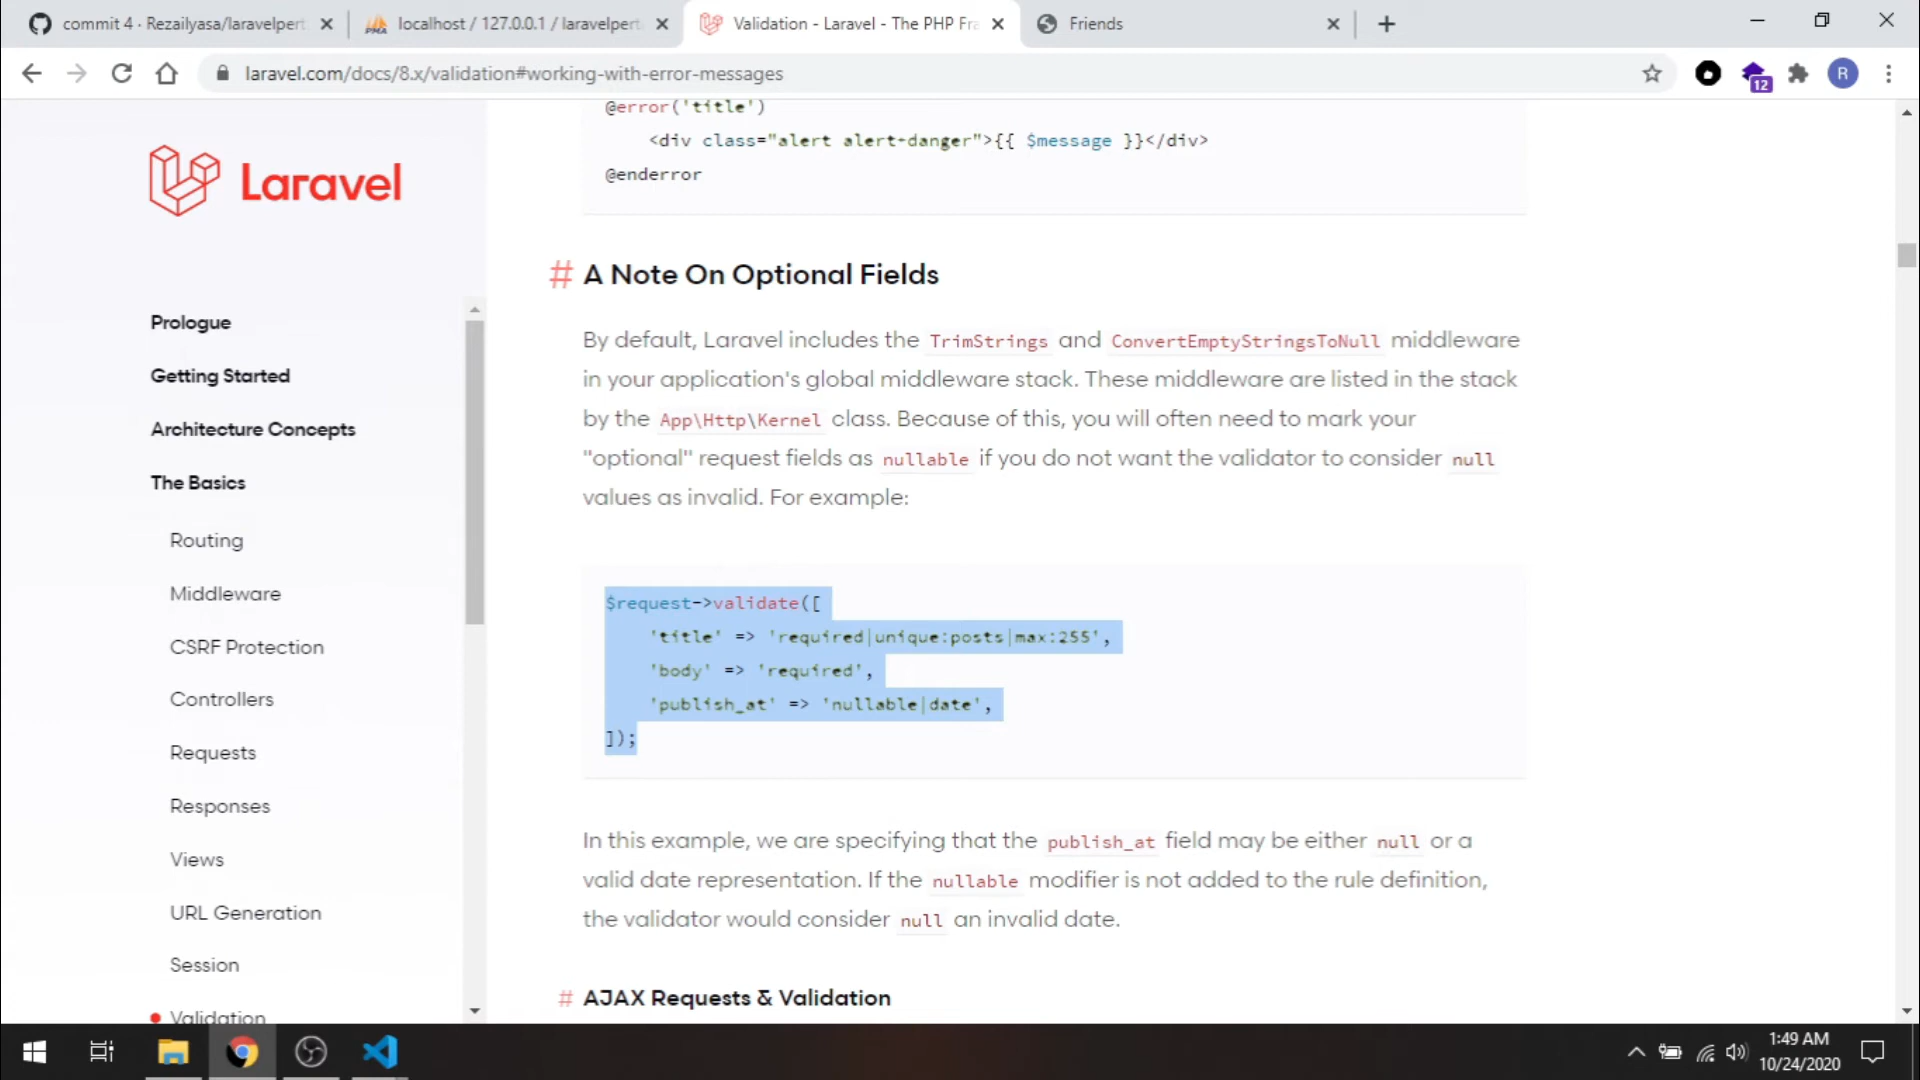 commit 4 · Rezailyasa/laravelpert
localhost / 127.0.0.1 / laravelpert
Validation - Laravel - The PHP Fra
Friends
laravel.com/docs/8.x/validation#working-with-error-messages
12
R
Laravel
Prologue
Getting Started
Architecture Concepts
The Basics
Routing
Middleware
CSRF Protection
Controllers
Requests
Responses
Views
URL Generation
Session
Validation
@error('title')
<div class="alert alert-danger">{{ $message }}</div>
@enderror
# A Note On Optional Fields
By default, Laravel includes the TrimStrings and ConvertEmptyStringsToNull middleware
in your application's global middleware stack. These middleware are listed in the stack
by the App\Http\Kernel class. Because of this, you will often need to mark your
"optional" request fields as nullable if you do not want the validator to consider null
values as invalid. For example:
$request->validate([
'title' => 'required|unique:posts|max:255',
'body' => 'required',
'publish_at' => 'nullable|date',
]);
In this example, we are specifying that the publish_at field may be either null or a
valid date representation. If the nullable modifier is not added to the rule definition,
the validator would consider null an invalid date.
# AJAX Requests & Validation
1:49 AM
10/24/2020